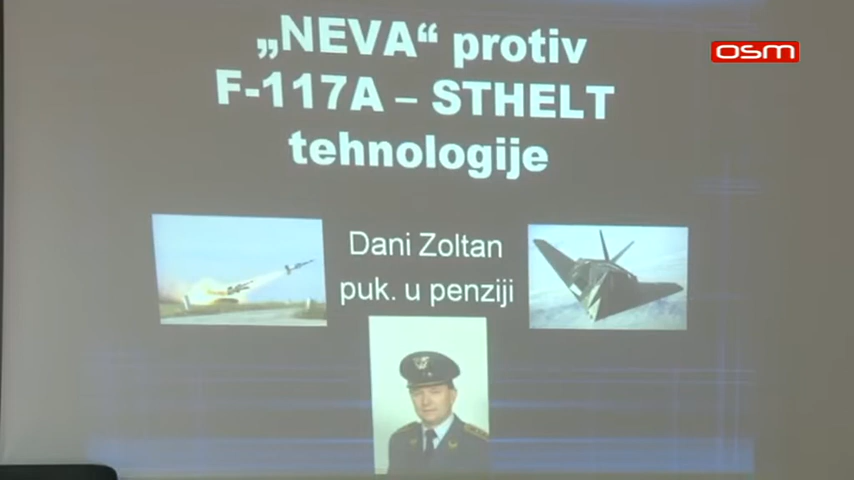 „NEVA“ protiv
F-117A – STHELT
tehnologije
Dani Zoltan
puk. u penziji
osm